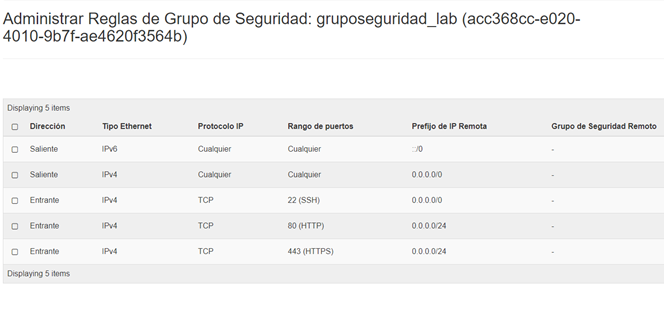 Administrar Reglas de Grupo de Seguridad: gruposeguridad_lab (acc368cc-e020-
4010-9b7f-ae4620f3564b)
Displaying 5 items
Dirección Tipo Ethernet Protocolo IP Rango de puertos Prefijo de IP Remota Grupo de Seguridad Remoto
Saliente IPv6 Cualquier Cualquier ::/0 -
Saliente IPv4 Cualquier Cualquier 0.0.0.0/0 -
Entrante IPv4 TCP 22 (SSH) 0.0.0.0/0 -
Entrante IPv4 TCP 80 (HTTP) 0.0.0.0/24 -
Entrante IPv4 TCP 443 (HTTPS) 0.0.0.0/24 -
Displaying 5 items